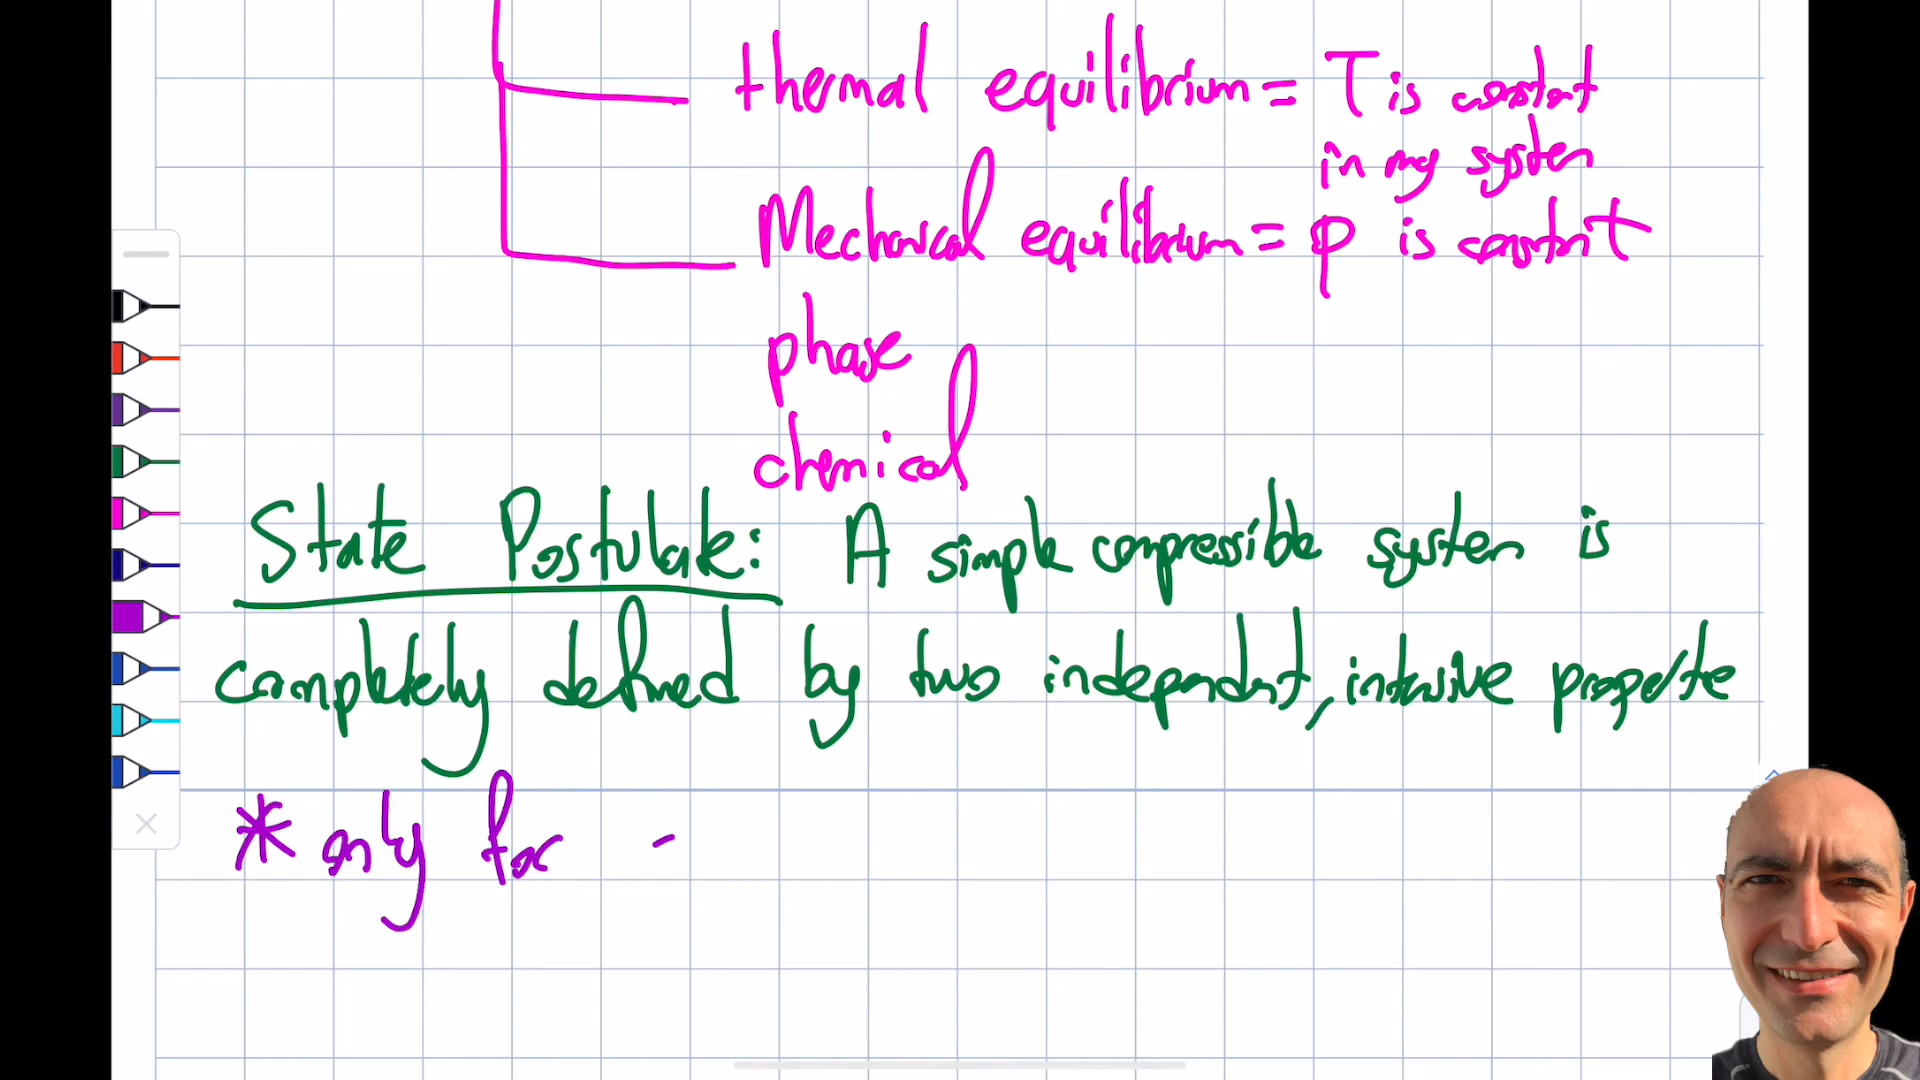 thermal equilibrium = T is constant
in my system
Mechanical equilibrium = P is constant
phase
chemical
State Postulate: A simple compressible system is
completely defined by two independent, intensive propertie
* only for